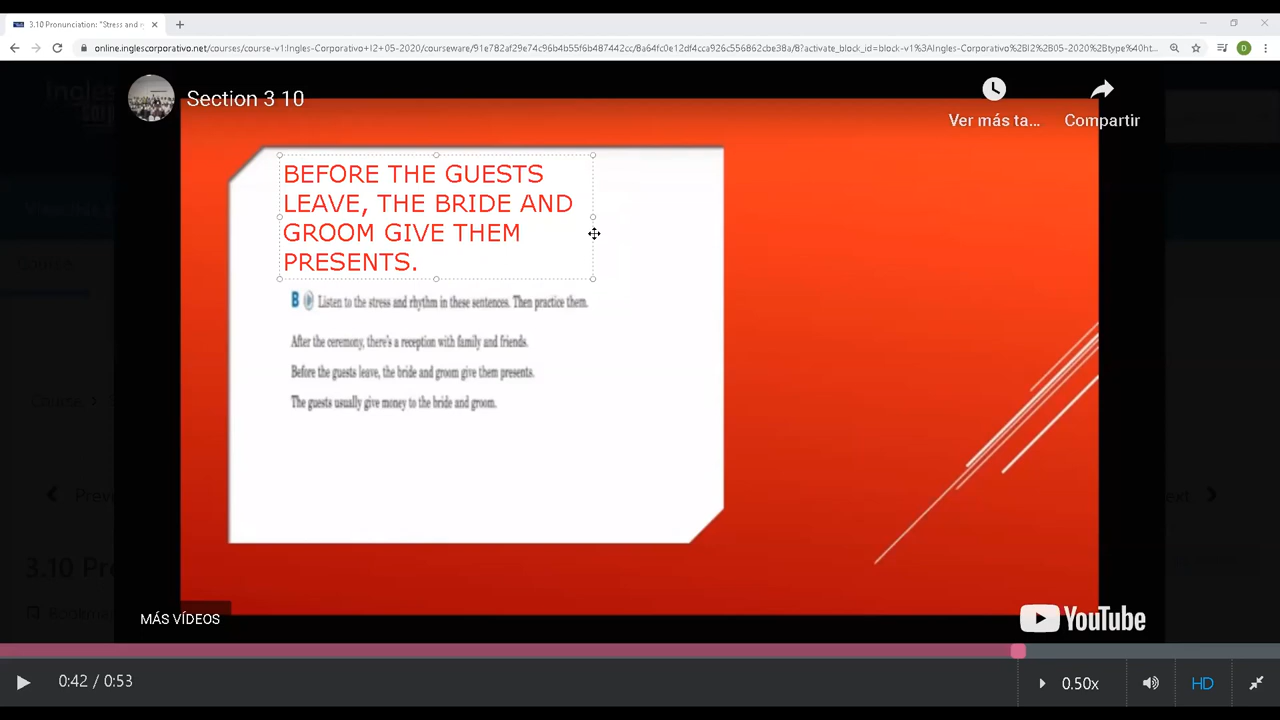 3.10 Pronunciation: "Stress and
online.inglescorporativo.net/courses/course-v1:Ingles-Corporativo+I2+05-2020/courseware/91e782af29e74c96b4b55f6b487442cc/8a64fc0e12df4cca926c556862cbe38a/8?activate_block_id=block-v1%3AIngles-Corporativo%2BI2%2B05-2020%2Btype%40ht...
D
Section 3 10
Ver más ta...
Compartir
BEFORE THE GUESTS
LEAVE, THE BRIDE AND
GROOM GIVE THEM
PRESENTS.
B Listen to the stress and rhythm in these sentences. Then practice them.
After the ceremony, there's a reception with family and friends.
Before the guests leave, the bride and groom give them presents.
The guests usually give money to the bride and groom.
Course
3.10 Pr
MÁS VÍDEOS
YouTube
0:42 / 0:53
0.50x
HD